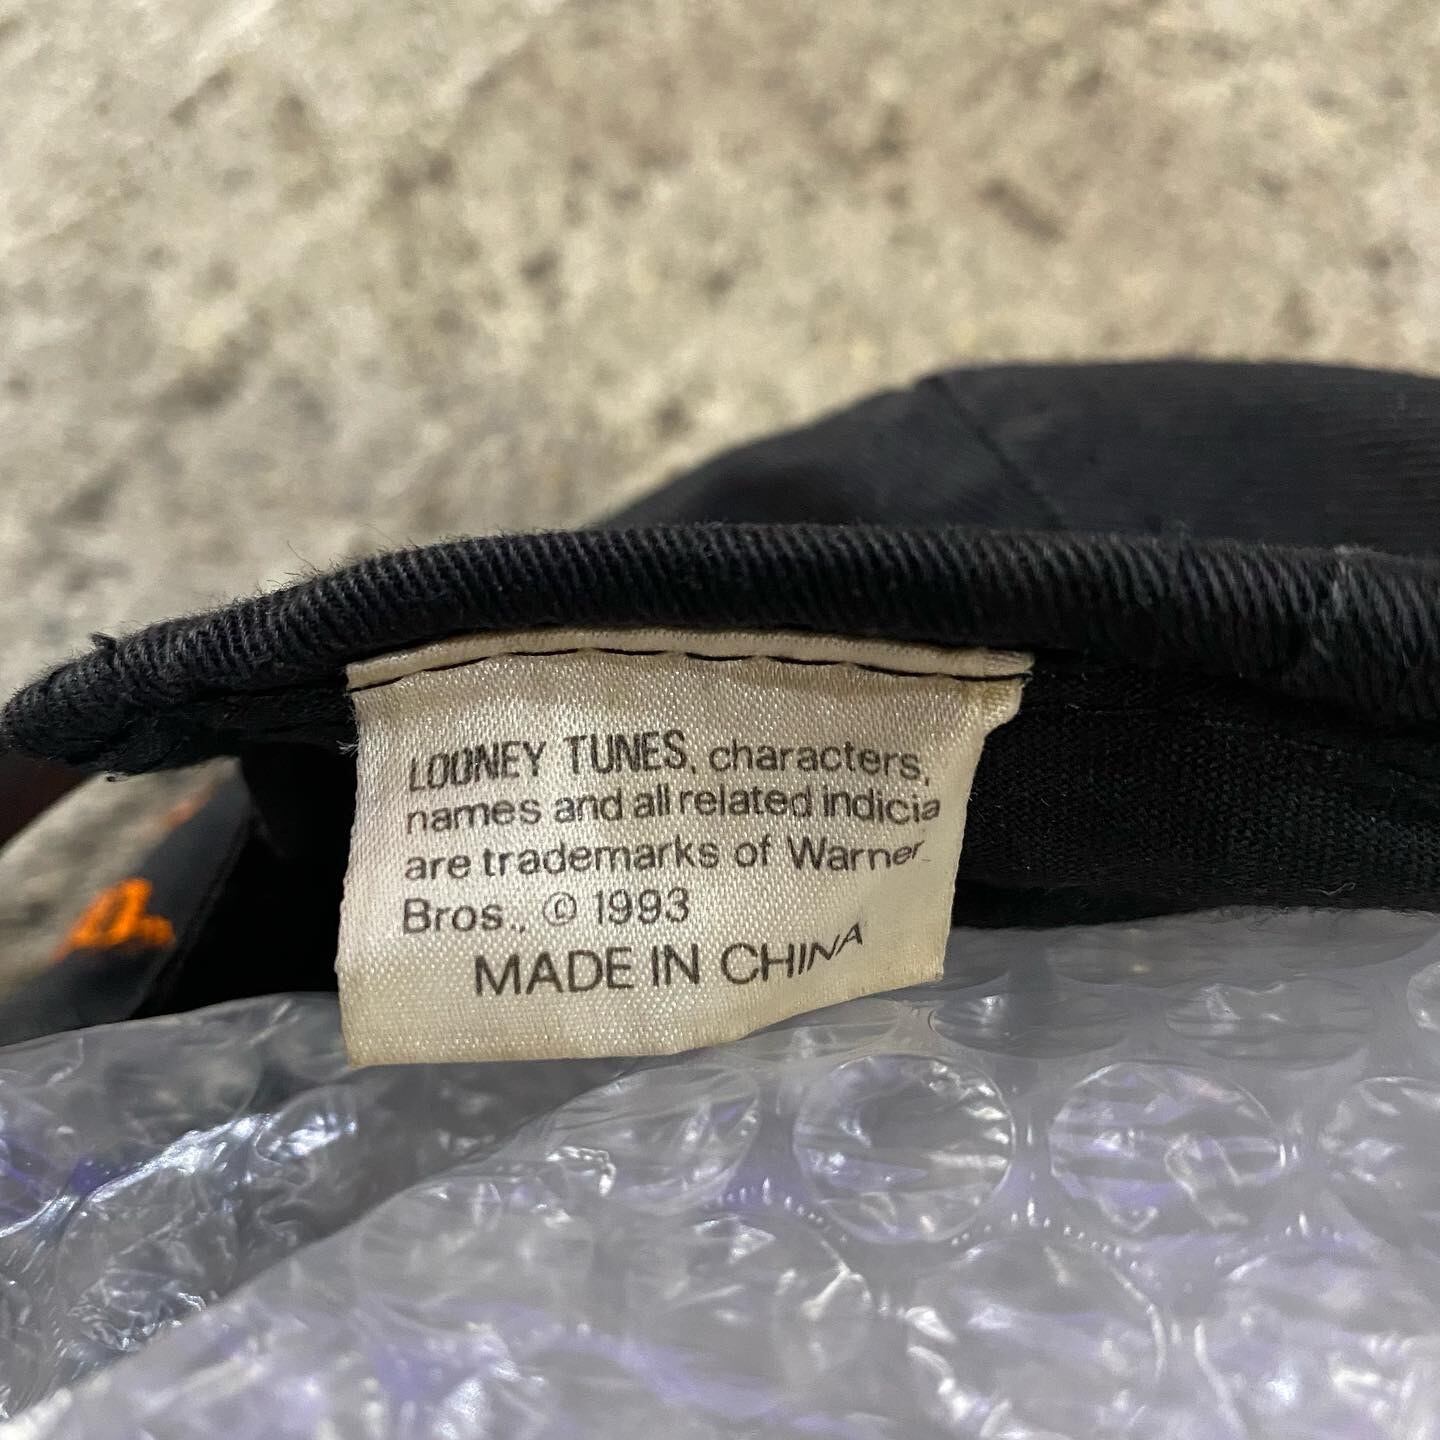 LOONEY TUNES, characters,
names and all related indicia
are trademarks of Warner
Bros., © 1993
MADE IN CHINA